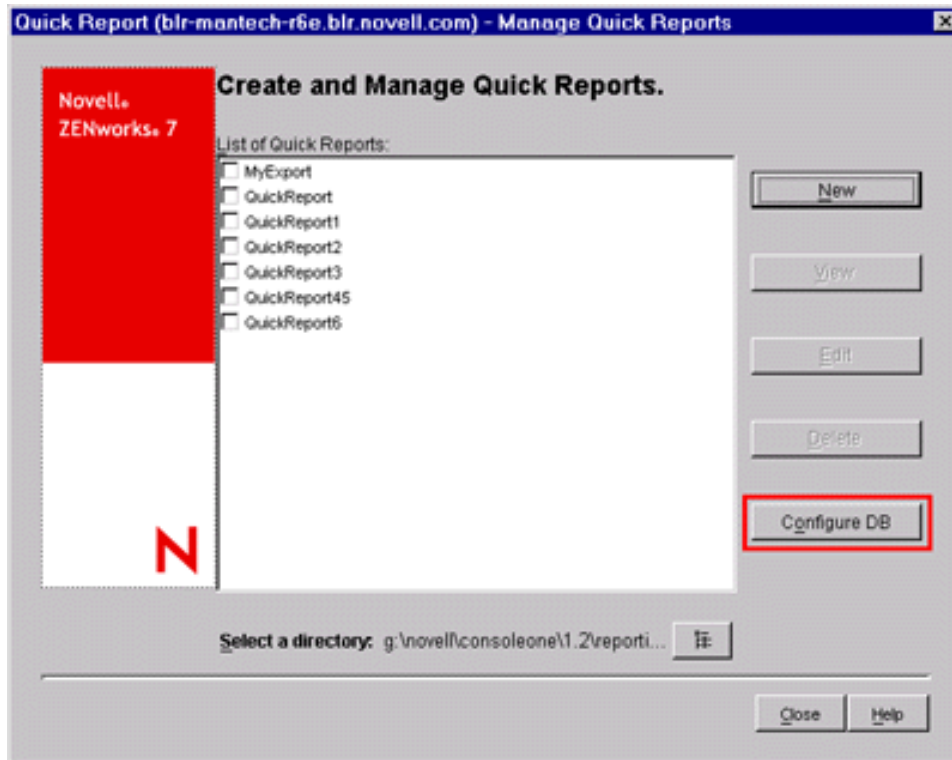 Quick Report (blr-mantech-r6e.blr.novell.com) - Manage Quick Reports
Novell®
ZENworks® 7
Create and Manage Quick Reports.
List of Quick Reports:
MyExport
QuickReport
QuickReport1
QuickReport2
QuickReport3
QuickReport45
QuickReport6
New
View
Edit
Delete
Configure DB
N
Select a directory: g:\novell\consoleone\1.2\reporti...
Close
Help